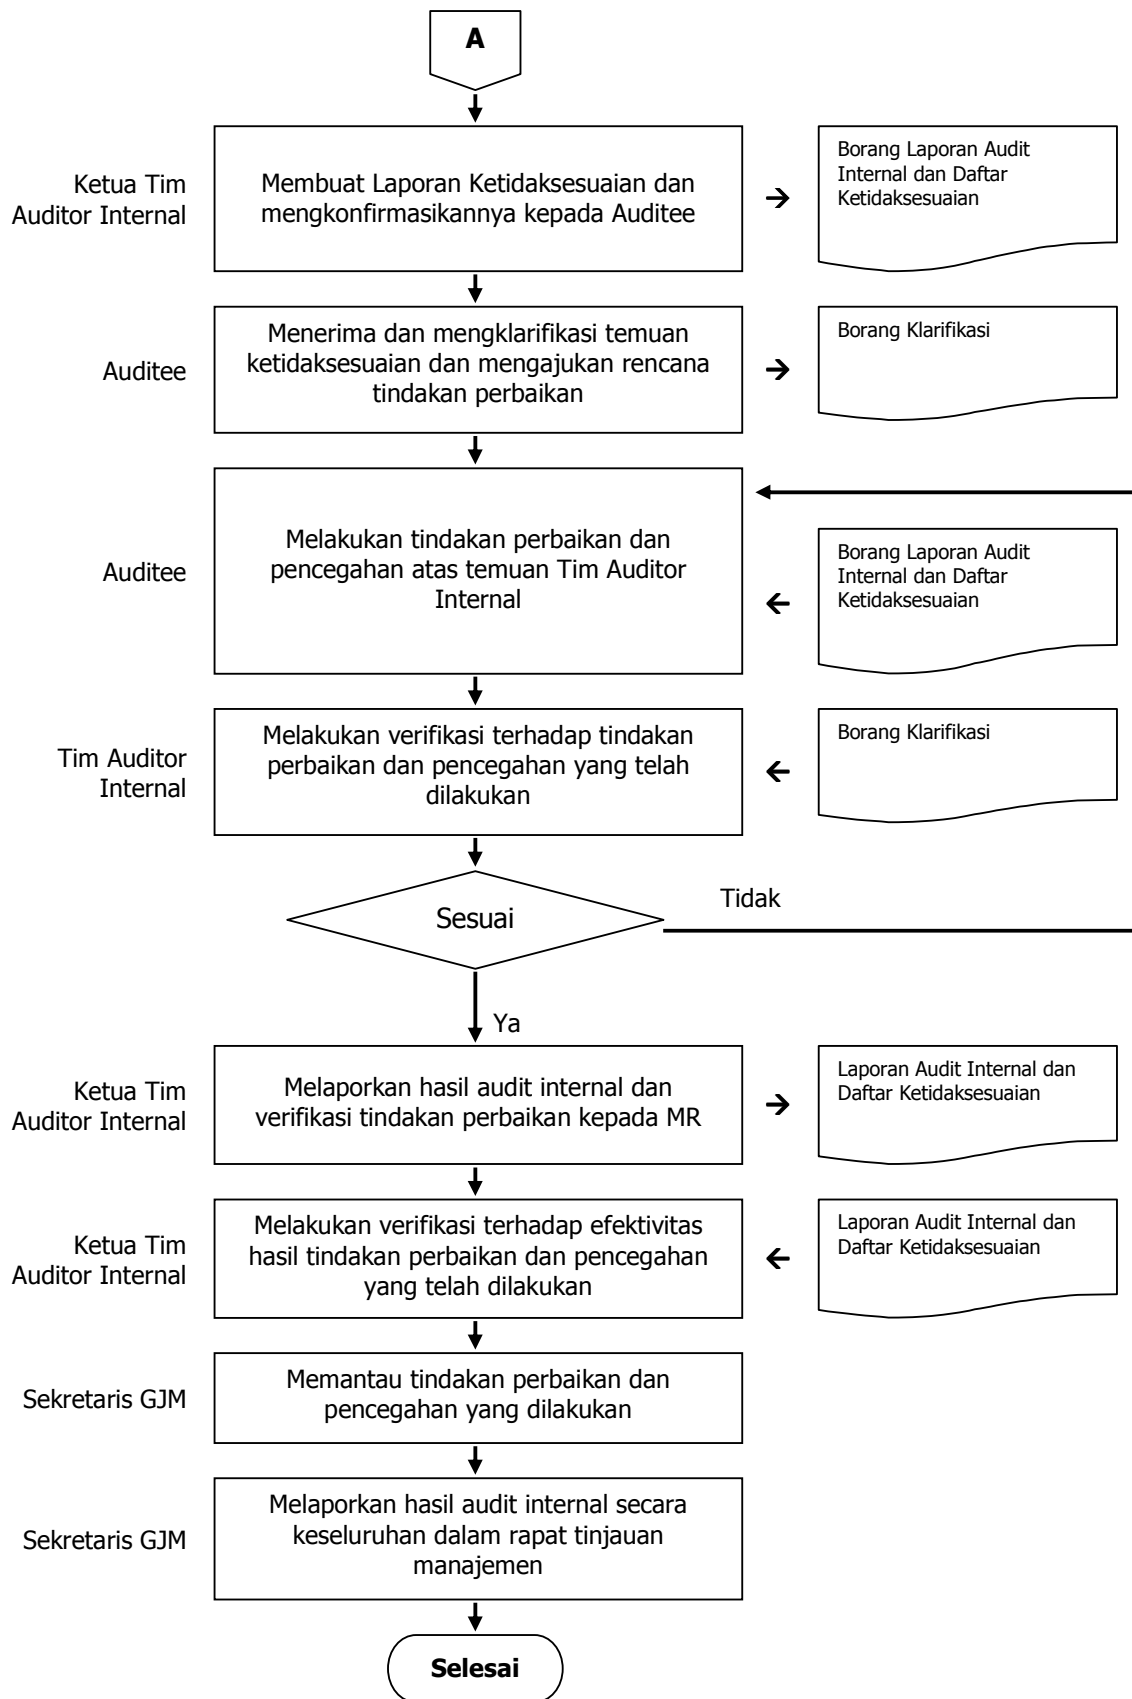 A
Ketua Tim
Auditor Internal
Membuat Laporan Ketidaksesuaian dan
mengkonfirmasikannya kepada Auditee
Borang Laporan Audit
Internal dan Daftar
Ketidaksesuaian
Auditee
Menerima dan mengklarifikasi temuan
ketidaksesuaian dan mengajukan rencana
tindakan perbaikan
Borang Klarifikasi
Auditee
Melakukan tindakan perbaikan dan
pencegahan atas temuan Tim Auditor
Internal
Borang Laporan Audit
Internal dan Daftar
Ketidaksesuaian
Tim Auditor
Internal
Melakukan verifikasi terhadap tindakan
perbaikan dan pencegahan yang telah
dilakukan
Borang Klarifikasi
Sesuai
Tidak
Ya
Ketua Tim
Auditor Internal
Melaporkan hasil audit internal dan
verifikasi tindakan perbaikan kepada MR
Laporan Audit Internal dan
Daftar Ketidaksesuaian
Ketua Tim
Auditor Internal
Melakukan verifikasi terhadap efektivitas
hasil tindakan perbaikan dan pencegahan
yang telah dilakukan
Laporan Audit Internal dan
Daftar Ketidaksesuaian
Sekretaris GJM
Memantau tindakan perbaikan dan
pencegahan yang dilakukan
Sekretaris GJM
Melaporkan hasil audit internal secara
keseluruhan dalam rapat tinjauan
manajemen
Selesai